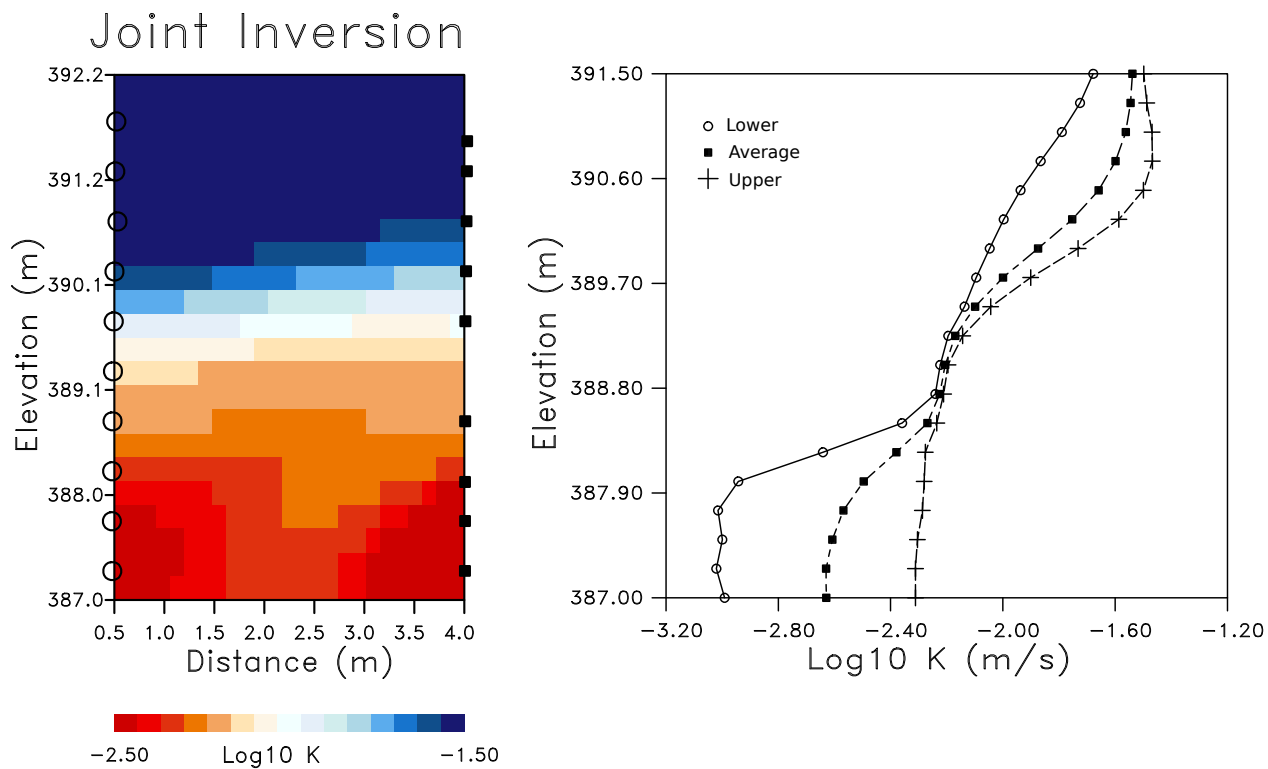 Joint Inversion
392.2
391.2
390.1
389.1
388.0
387.0
Elevation (m)
0.5 1.0 1.5 2.0 2.5 3.0 3.5 4.0
Distance (m)
−2.50 Log10 K −1.50
391.50
390.60
389.70
388.80
387.90
387.00
Elevation (m)
Lower
Average
Upper
−3.20 −2.80 −2.40 −2.00 −1.60 −1.20
Log10 K (m/s)